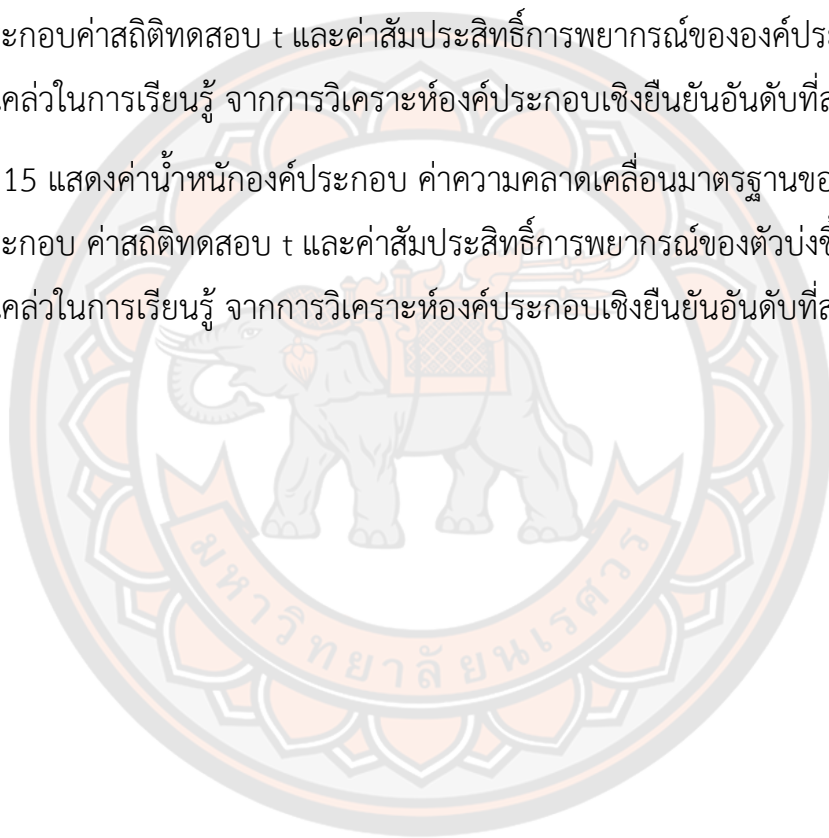 ะกอบค่าสถิติทดสอบ t และค่าสัมประสิทธิ์การพยากรณ์ขององค์ประ
คล่วในการเรียนรู้ จากการวิเคราะห์องค์ประกอบเชิงยืนยันอันดับที่ส
15 แสดงค่าน้ำหนักองค์ประกอบ ค่าความคลาดเคลื่อนมาตรฐานขอ
ะกอบ ค่าสถิติทดสอบ t และค่าสัมประสิทธิ์การพยากรณ์ของตัวบ่งชี้
คล่วในการเรียนรู้ จากการวิเคราะห์องค์ประกอบเชิงยืนยันอันดับที่ส
มหาวิทยาลัยนเรศวร